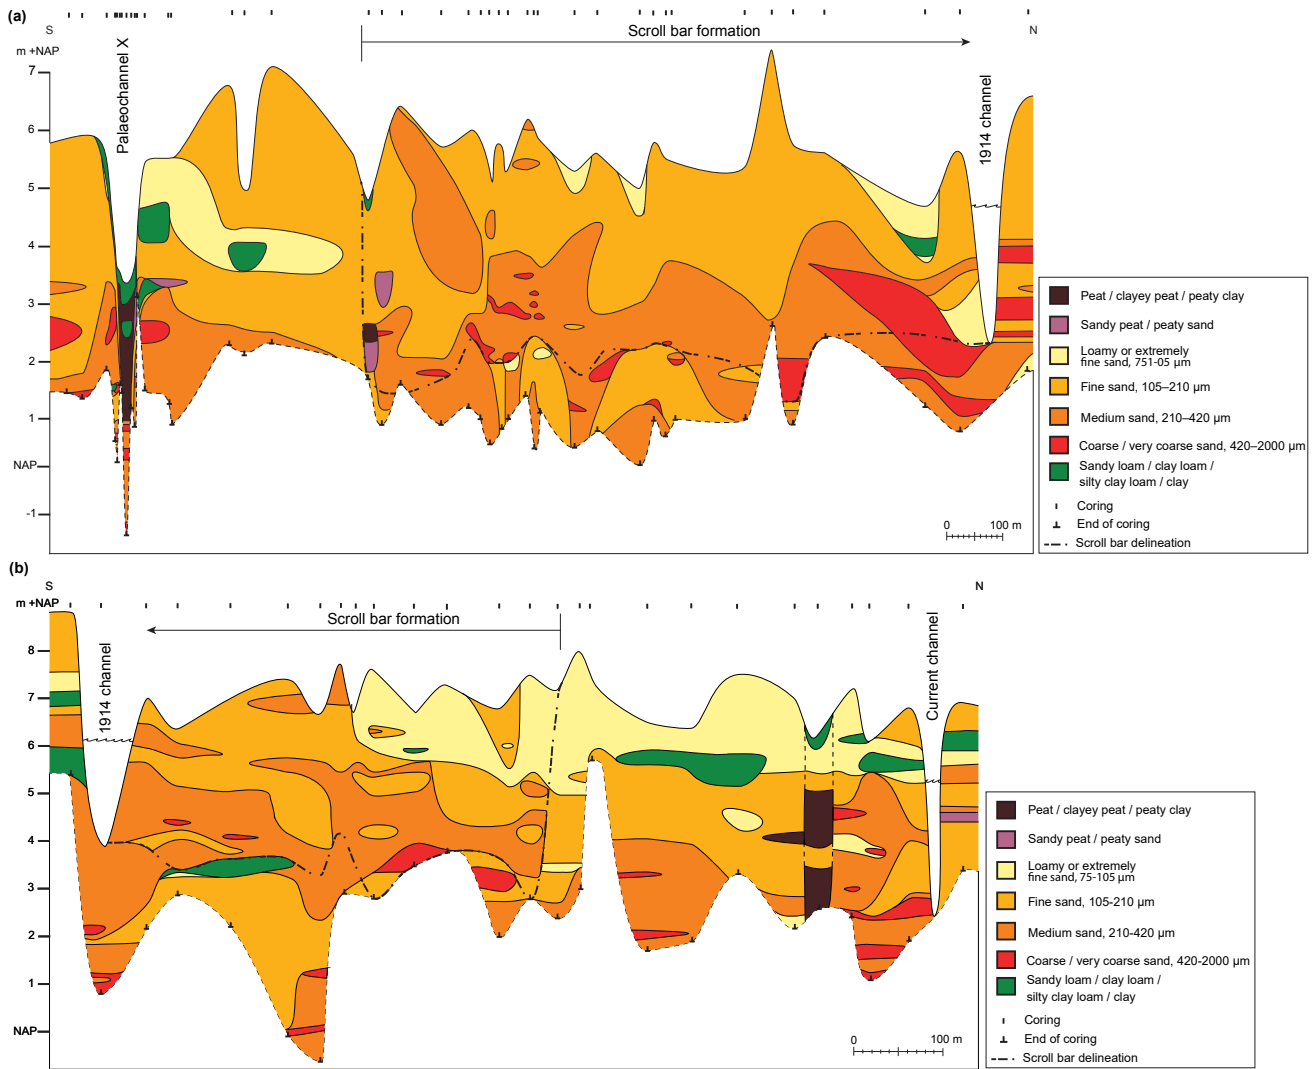 (a)
S
N
m +NAP
Scroll bar formation
Palaeochannel X
1914 channel
7
6
5
4
3
2
1
NAP
-1
0 100 m
Peat / clayey peat / peaty clay
Sandy peat / peaty sand
Loamy or extremely
fine sand, 751-05 µm
Fine sand, 105–210 µm
Medium sand, 210–420 µm
Coarse / very coarse sand, 420–2000 µm
Sandy loam / clay loam /
silty clay loam / clay
Coring
End of coring
Scroll bar delineation
(b)
S
N
m +NAP
Scroll bar formation
1914 channel
Current channel
8
7
6
5
4
3
2
1
NAP
0 100 m
Peat / clayey peat / peaty clay
Sandy peat / peaty sand
Loamy or extremely
fine sand, 75-105 µm
Fine sand, 105-210 µm
Medium sand, 210-420 µm
Coarse / very coarse sand, 420-2000 µm
Sandy loam / clay loam /
silty clay loam / clay
Coring
End of coring
Scroll bar delineation